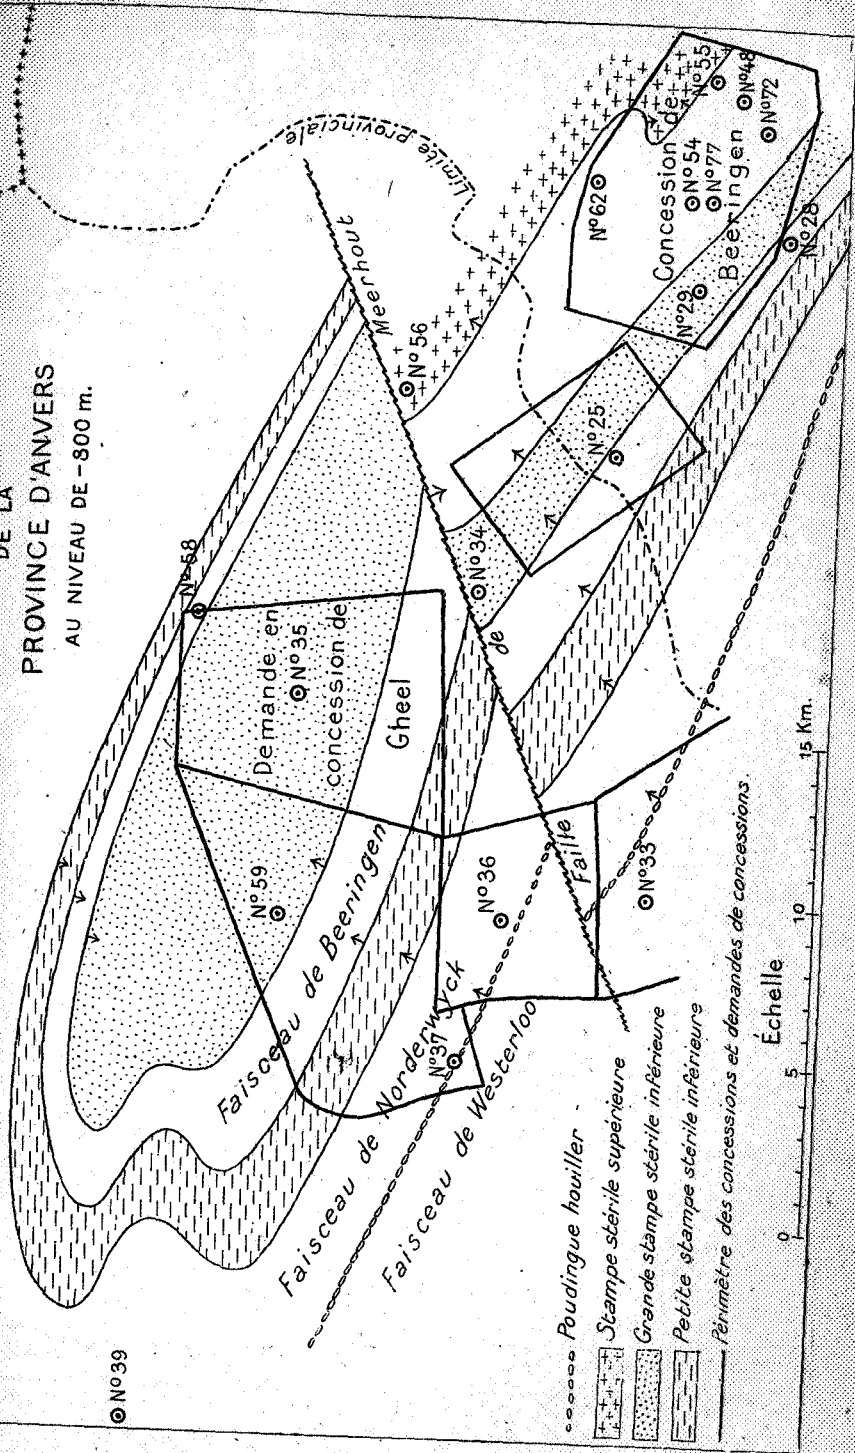 DE LA
PROVINCE D'ANVERS
AU NIVEAU DE -800 m.
Limite provinciale
Meerhout
de
Faille
N° 58
N° 56
N° 62
Concession de
Beeringen
N° 54
N° 77
N° 55
N° 48
N° 72
N° 29
N° 28
N° 25
N° 34
Demande en
concession de
Gheel
N° 35
N° 59
N° 36
N° 33
N° 37
N° 39
Faisceau de Beeringen
Faisceau de Norderwyck
Faisceau de Westerloo
Poudingue houiller
Stampe stérile supérieure
Grande stampe stérile inférieure
Petite stampe stérile inférieure
Périmètre des concessions et demandes de concessions.
Échelle
0 5 10 15 Km.